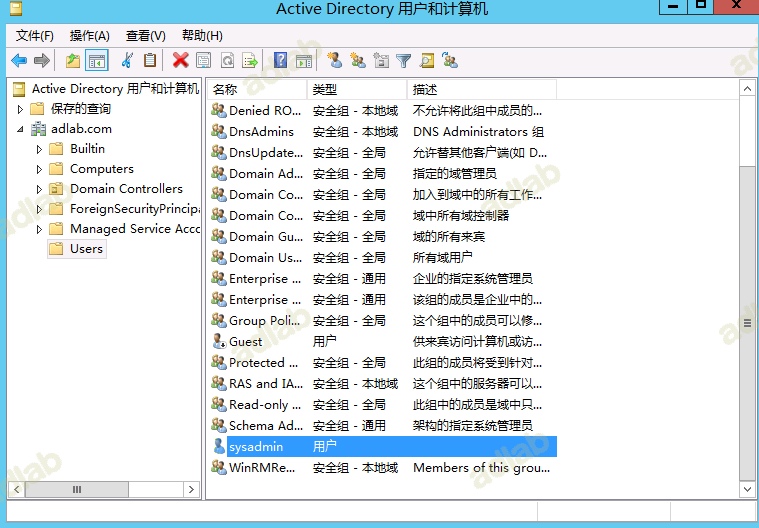 Active Directory 用户和计算机
文件(F) 操作(A) 查看(V) 帮助(H)
Active Directory 用户和计算机
保存的查询
adlab.com
Builtin
Computers
Domain Controllers
ForeignSecurityPrincipa
Managed Service Acc
Users
名称 类型 描述
Denied RO... 安全组 - 本地域 不允许将此组中成员的...
DnsAdmins 安全组 - 本地域 DNS Administrators 组
DnsUpdate... 安全组 - 全局 允许替其他客户端(如 D...
Domain Ad... 安全组 - 全局 指定的域管理员
Domain Co... 安全组 - 全局 加入到域中的所有工作...
Domain Co... 安全组 - 全局 域中所有域控制器
Domain Gu... 安全组 - 全局 域的所有来宾
Domain Us... 安全组 - 全局 所有域用户
Enterprise ... 安全组 - 通用 企业的指定系统管理员
Enterprise ... 安全组 - 通用 该组的成员是企业中的...
Group Poli... 安全组 - 全局 这个组中的成员可以修...
Guest 用户 供来宾访问计算机或访...
Protected ... 安全组 - 全局 此组的成员将受到针对...
RAS and IA... 安全组 - 本地域 这个组中的服务器可以...
Read-only ... 安全组 - 全局 此组中的成员是域中只...
Schema Ad... 安全组 - 通用 架构的指定系统管理员
sysadmin 用户
WinRMRe... 安全组 - 本地域 Members of this grou...
adlab
adlab
adlab
adlab
adlab
adlab